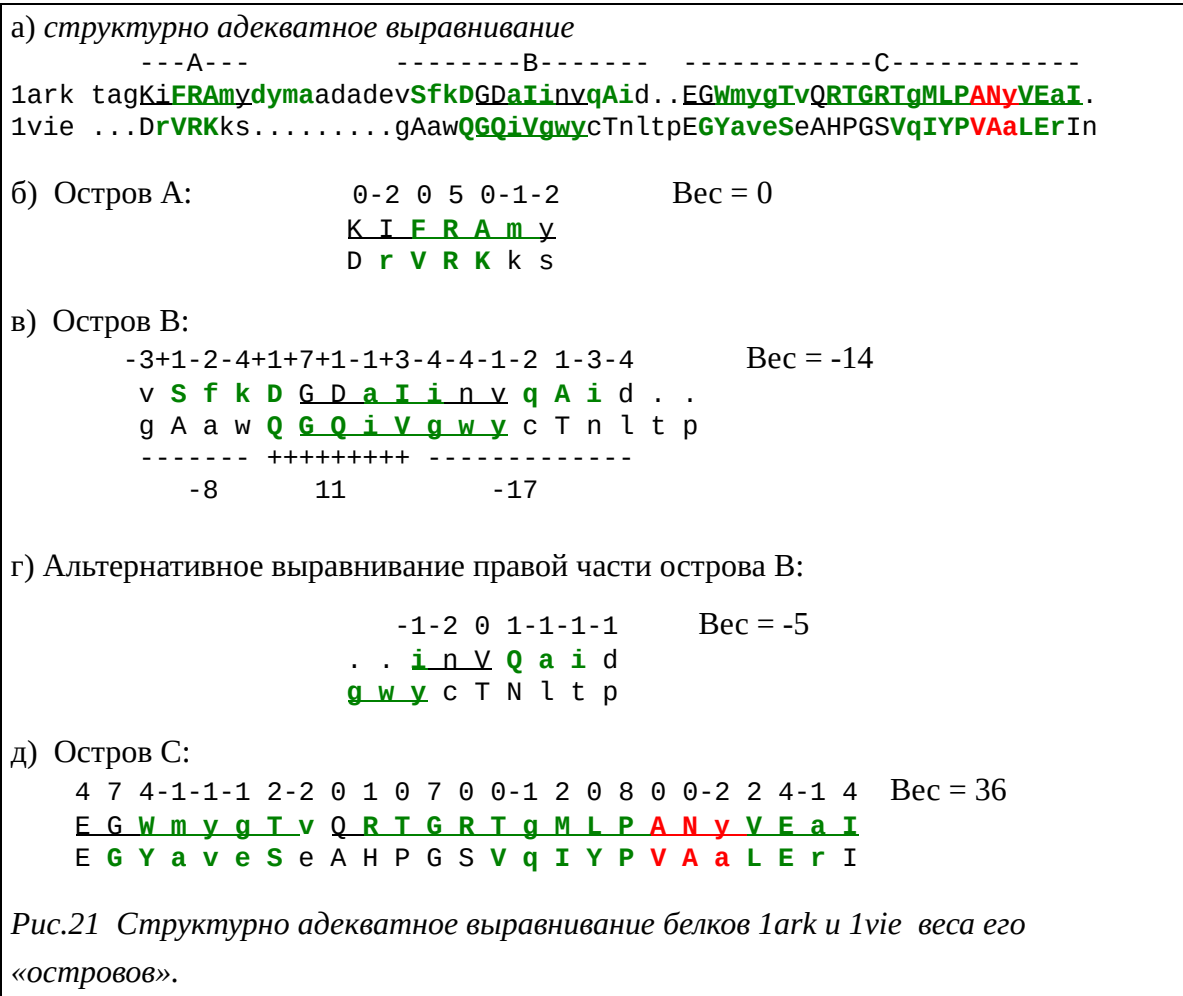 а) структурно адекватное выравнивание
---A--- --------B------- ------------C------------
1ark tagKiFRAmydymaadadevSfkDGDaIinvqAid..EGWmygTvQRTGRTgMLPANyVEaI.
1vie ...DrVRKks.........gAawQGQiVgwycTnltpEGYaveSeAHPGSVqIYPVAaLErIn
б) Остров А: 0-2 0 5 0-1-2 Вес = 0
K I F R A m y
D r V R K k s
в) Остров В:
-3+1-2-4+1+7+1-1+3-4-4-1-2 1-3-4 Вес = -14
v S f k D G D a I i n v q A i d . .
g A a w Q G Q i V g w y c T n l t p
------- +++++++++ -------------
-8 11 -17
г) Альтернативное выравнивание правой части острова В:
-1-2 0 1-1-1-1 Вес = -5
. . i n V Q a i d
g w y c T N l t p
д) Остров С:
4 7 4-1-1-1 2-2 0 1 0 7 0 0-1 2 0 8 0 0-2 2 4-1 4 Вес = 36
E G W m y g T v Q R T G R T g M L P A N y V E a I
E G Y a v e S e A H P G S V q I Y P V A a L E r I
Рис.21 Структурно адекватное выравнивание белков 1ark и 1vie веса его
«островов».